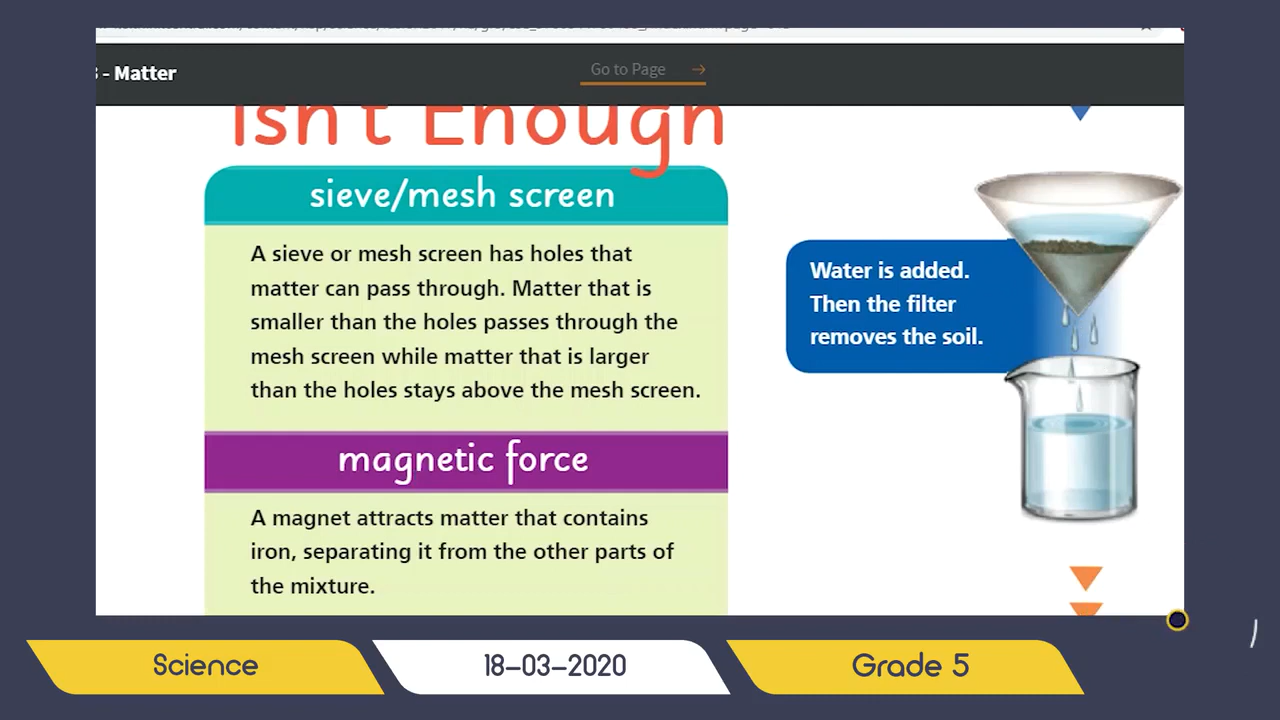 - Matter
Go to Page →
Isn't Enough
sieve/mesh screen
A sieve or mesh screen has holes that
matter can pass through. Matter that is
smaller than the holes passes through the
mesh screen while matter that is larger
than the holes stays above the mesh screen.
magnetic force
A magnet attracts matter that contains
iron, separating it from the other parts of
the mixture.
Water is added.
Then the filter
removes the soil.
Science
18-03-2020
Grade 5